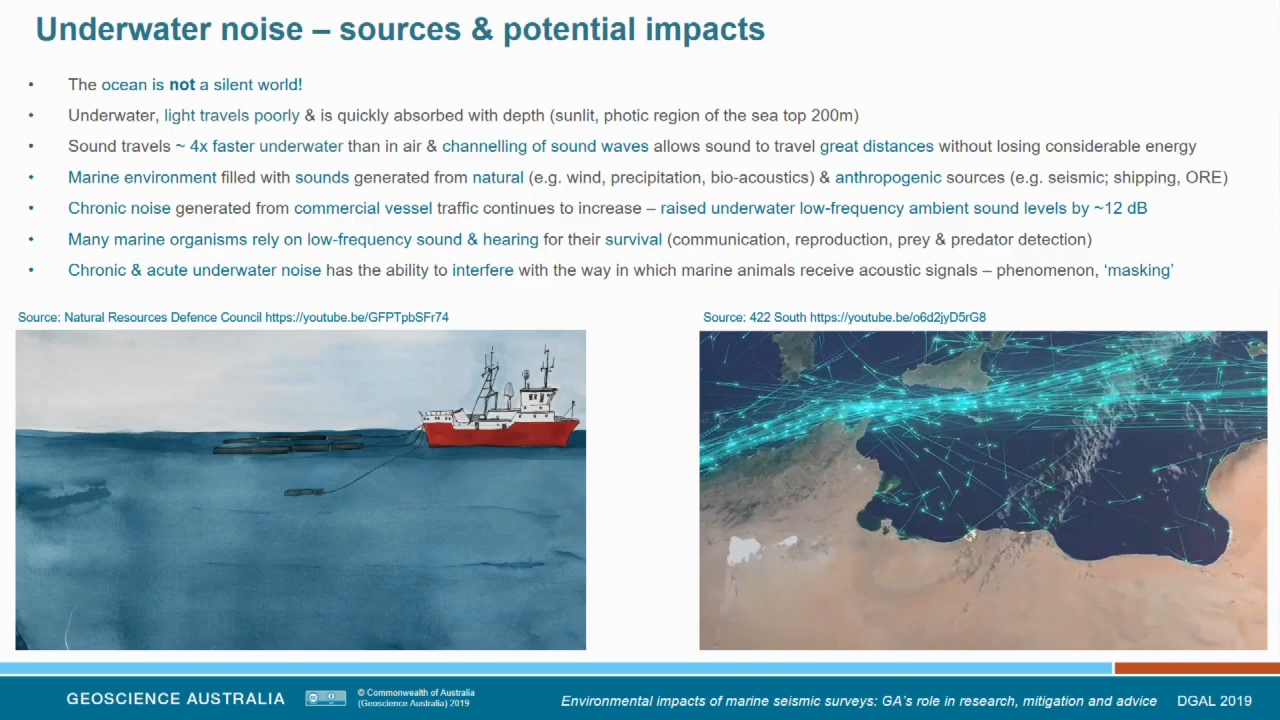 Underwater noise – sources & potential impacts
• The ocean is not a silent world!
• Underwater, light travels poorly & is quickly absorbed with depth (sunlit, photic region of the sea top 200m)
• Sound travels ~ 4x faster underwater than in air & channelling of sound waves allows sound to travel great distances without losing considerable energy
• Marine environment filled with sounds generated from natural (e.g. wind, precipitation, bio-acoustics) & anthropogenic sources (e.g. seismic; shipping, ORE)
• Chronic noise generated from commercial vessel traffic continues to increase – raised underwater low-frequency ambient sound levels by ~12 dB
• Many marine organisms rely on low-frequency sound & hearing for their survival (communication, reproduction, prey & predator detection)
• Chronic & acute underwater noise has the ability to interfere with the way in which marine animals receive acoustic signals – phenomenon, ‘masking’
Source: Natural Resources Defence Council https://youtube.be/GFPTpbSFr74
Source: 422 South https://youtube.be/o6d2jyD5rG8
GEOSCIENCE AUSTRALIA
© Commonwealth of Australia
(Geoscience Australia) 2019
Environmental impacts of marine seismic surveys: GA's role in research, mitigation and advice
DGAL 2019